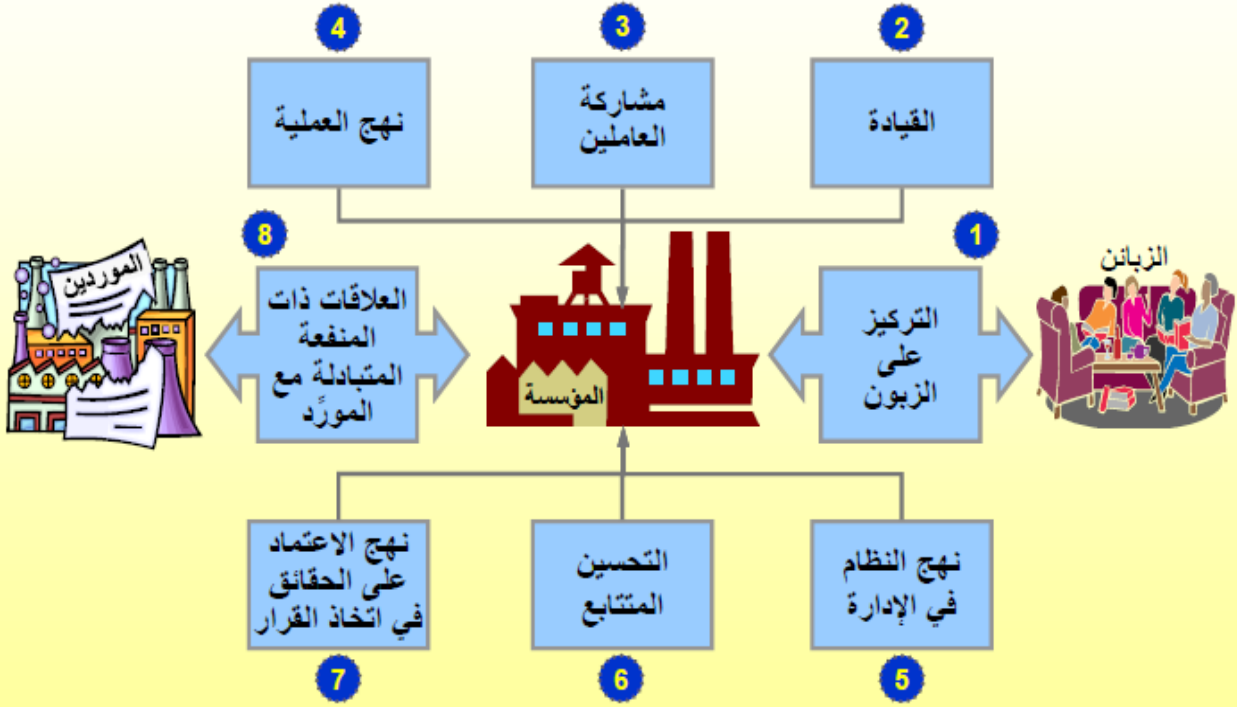 4
3
2
نهج العملية
مشاركة
العاملين
القيادة
8
1
الموردين
العلاقات ذات
المنفعة
المتبادلة مع
المورِّد
المؤسسة
التركيز
على
الزبون
الزبائن
نهج الاعتماد
على الحقائق
في اتخاذ القرار
التحسين
المتتابع
نهج النظام
في الإدارة
7
6
5